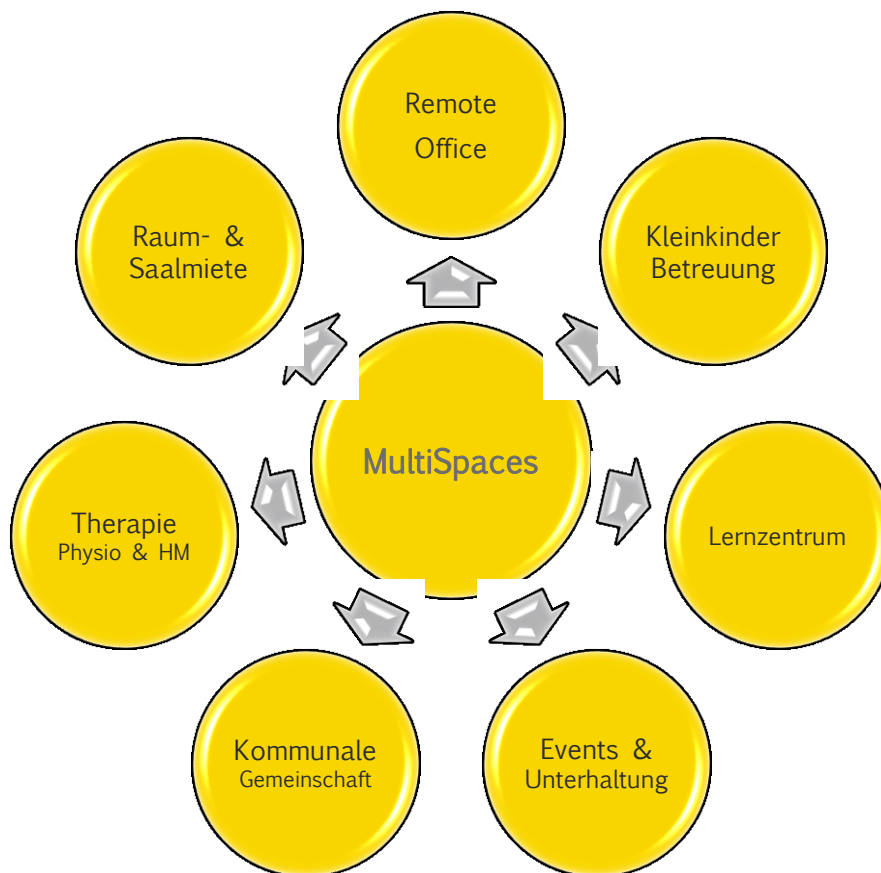 Remote
Office
Raum- &
Saalmiete
Kleinkinder
Betreuung
MultiSpaces
Therapie
Physio & HM
Lernzentrum
Kommunale
Gemeinschaft
Events &
Unterhaltung